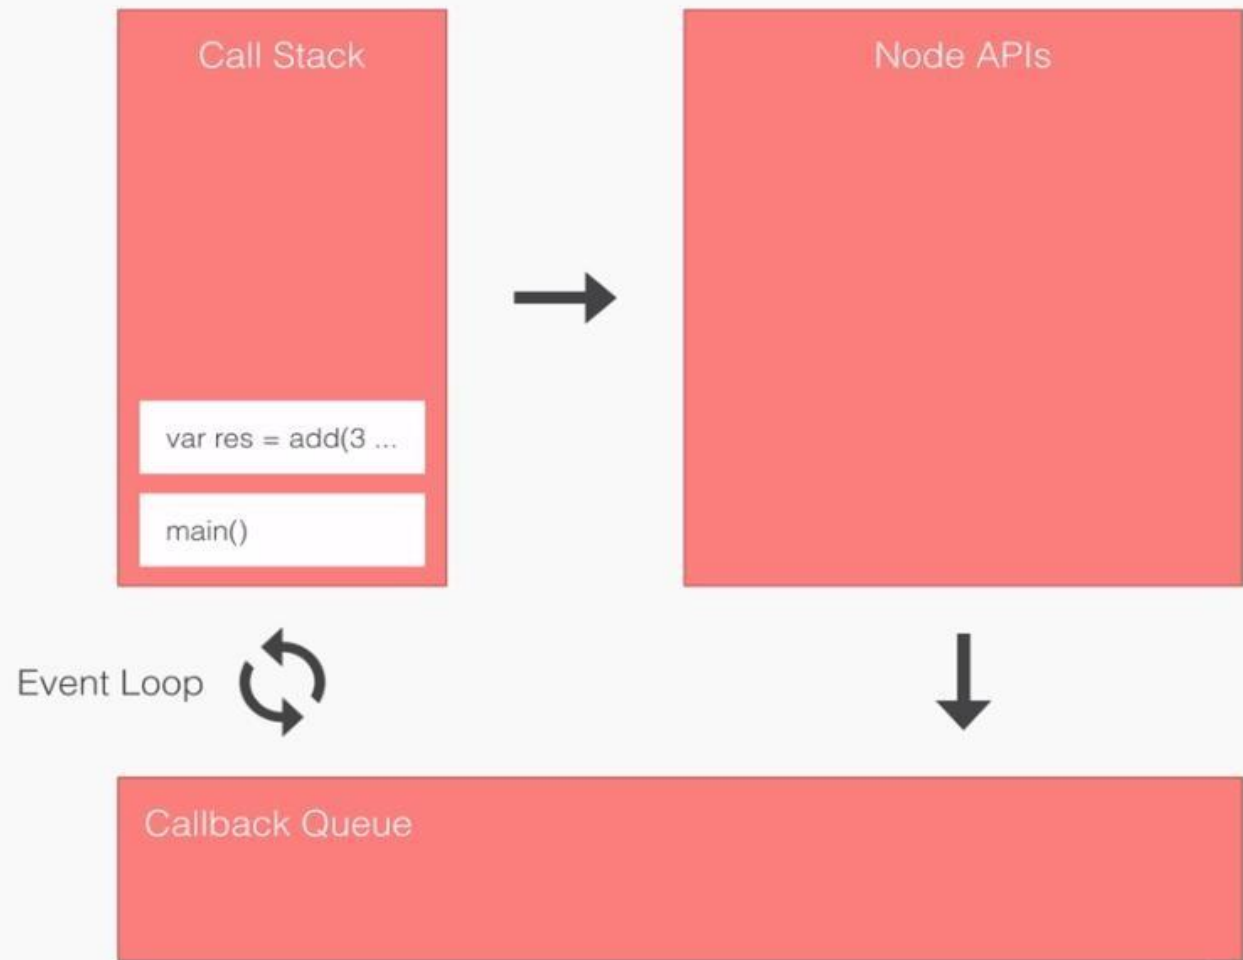 Call Stack
Node APIs
var res = add(3 ...
main()
Event Loop
Callback Queue